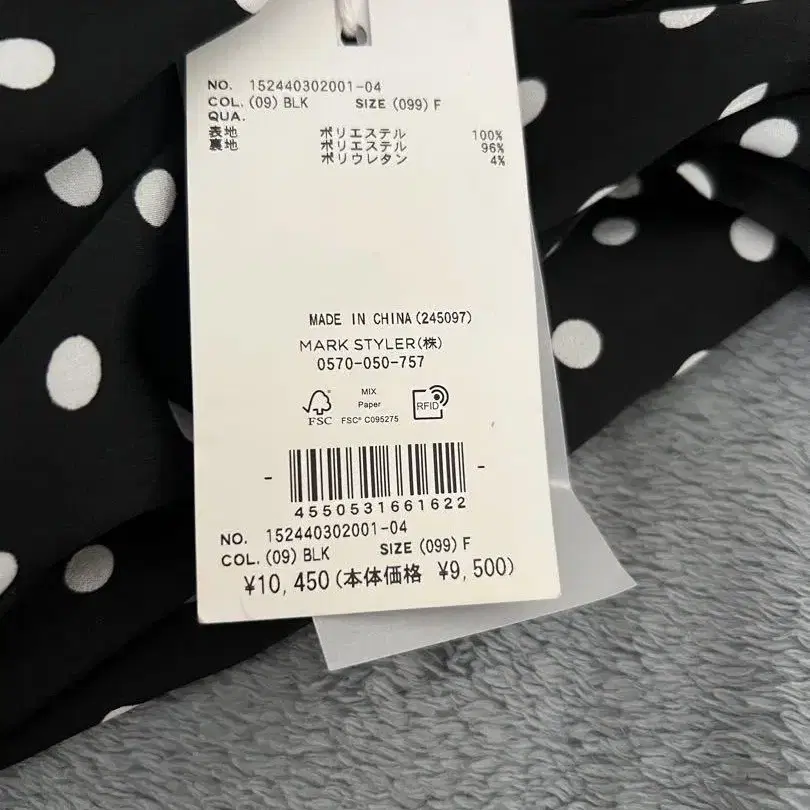 NO. 152440302001-04
COL. (09) BLK SIZE (099) F
QUA.
表地 ポリエステル 100%
裏地 ポリエステル 96%
ポリウレタン 4%
MADE IN CHINA (245097)
MARK STYLER(株)
0570-050-757
FSC
MIX
Paper
FSC® C095275
RFID
4550531661622
NO. 152440302001-04
COL. (09) BLK SIZE (099) F
¥10,450(本体価格 ¥9,500)